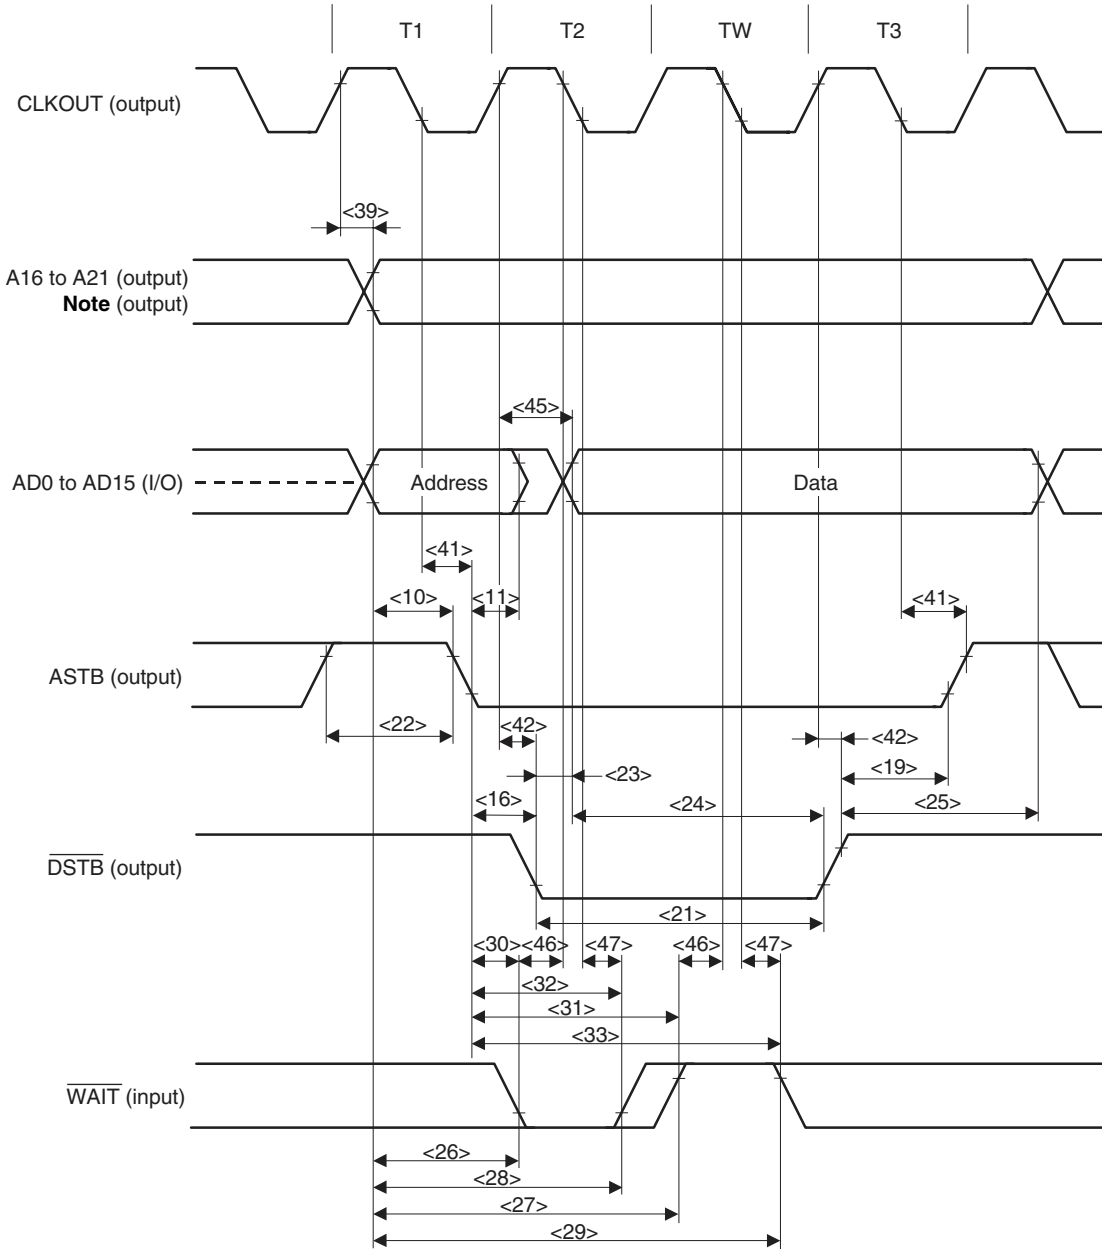 T1 T2 TW T3
CLKOUT (output)
<39>
A16 to A21 (output)
Note (output)
<45>
AD0 to AD15 (I/O) Address Data
<41>
<10> <11> <41>
ASTB (output)
<22> <42> <42>
<23> <19>
<16> <24> <25>
DSTB (output)
<21>
<30> <46> <47> <46> <47>
<32>
<31>
<33>
WAIT (input)
<26>
<28>
<27>
<29>